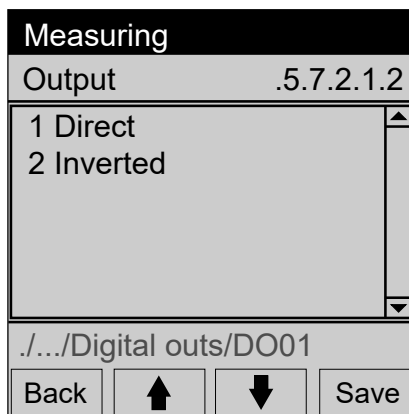 Measuring
Output .5.7.2.1.2
1 Direct
2 Inverted
./.../Digital outs/DO01
Back Save